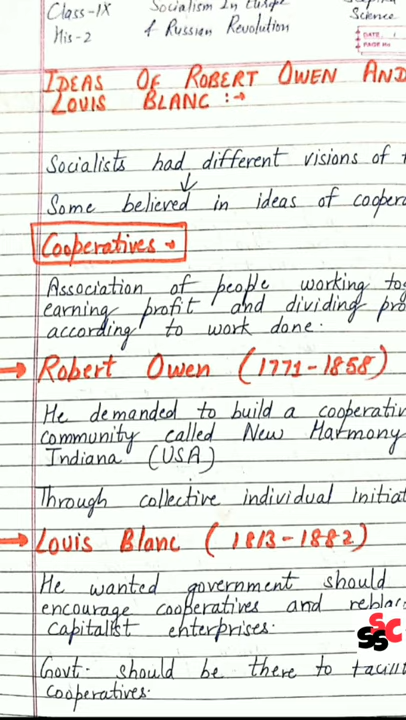 Class-IX Socialism In Europe
His-2 & Russian Revolution Science
DATE
PAGE No
IDEAS OF ROBERT OWEN AND
LOUIS BLANC :→
Socialists had different visions of
Some believed in ideas of coopera
Cooperatives →
Association of people working tog
earning profit and dividing pro
according to work done.
→ Robert Owen (1771-1858)
He demanded to build a cooperativ
community called New Harmony
Indiana (USA)
Through collective individual initiat
→ Louis Blanc (1813-1882)
He wanted government should
encourage cooperatives and replac
capitalist enterprises.
Govt. should be there to facili
cooperatives.
SSC